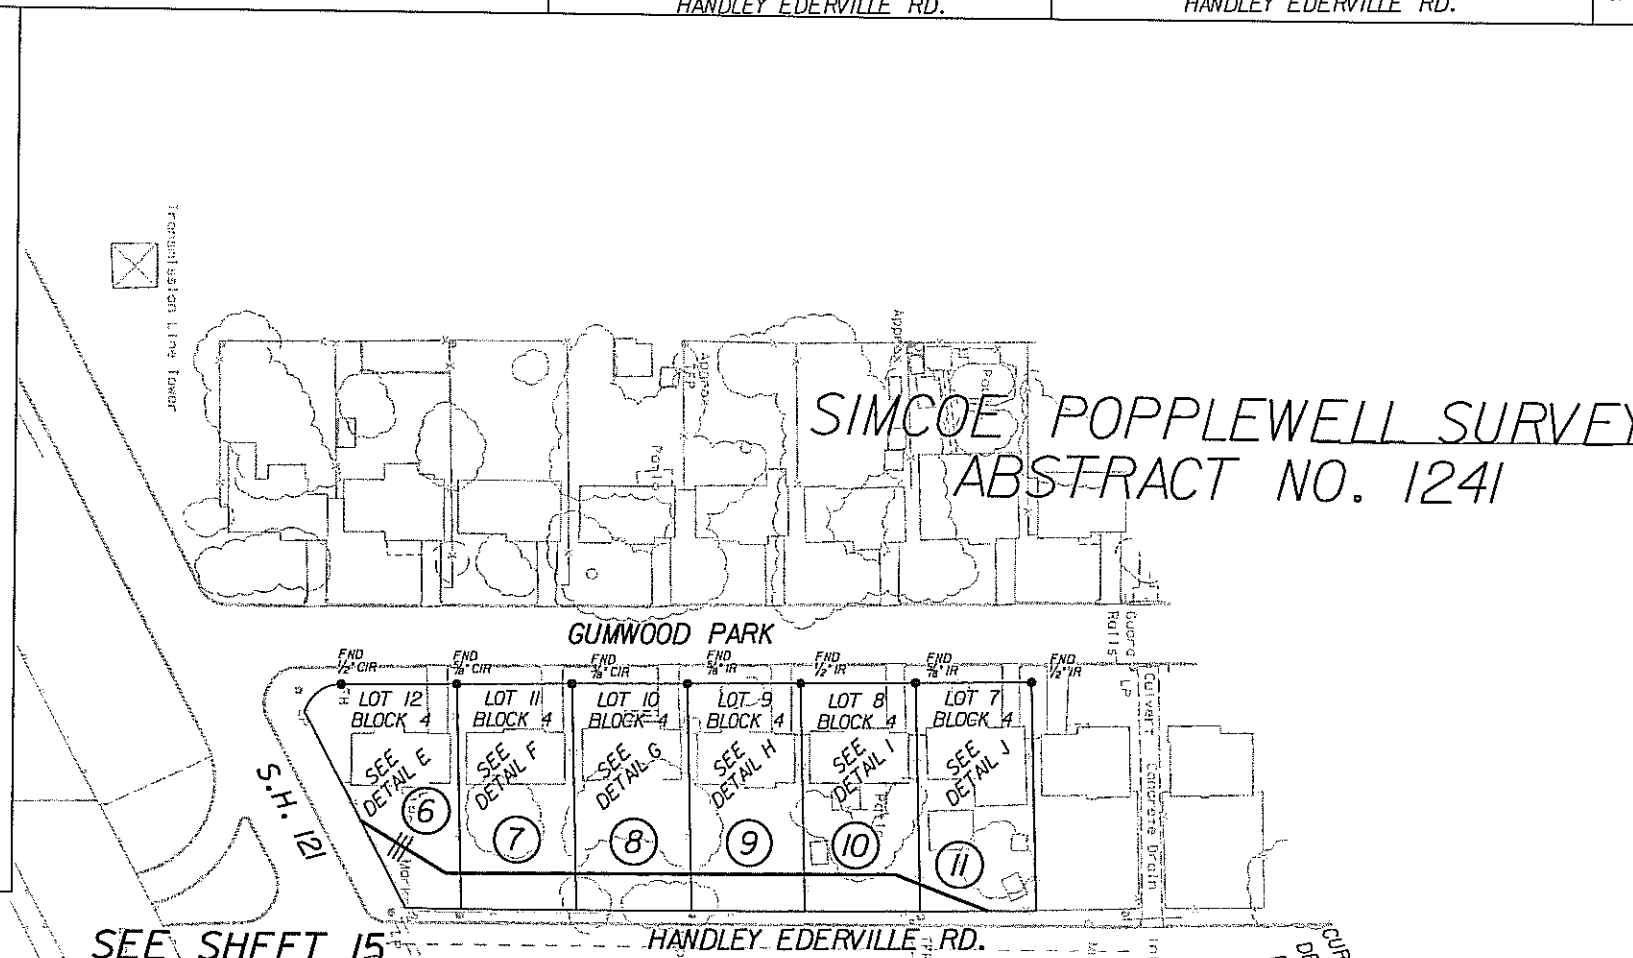 HANDLEY EDERVILLE RD.
HANDLEY EDERVILLE RD.
Transmission Line Tower
Approx
Approx
SIMCOE POPPLEWELL SURVEY
ABSTRACT NO. 1241
GUMWOOD PARK
Guard
Rails
LP
FND
1/2" CIR
FND
5/8" CIR
FND
FND
5/8" IR
FND
1/2" IR
FND
5/8" IR
FND
1/2" IR
LOT 12
BLOCK 4
LOT 11
BLOCK 4
LOT 10
BLOCK 4
LOT 9
BLOCK 4
LOT 8
BLOCK 4
LOT 7
BLOCK 4
SEE
DETAIL E
SEE
DETAIL F
SEE
DETAIL G
SEE
DETAIL H
SEE
DETAIL I
SEE
DETAIL J
Culvert Concrete Drain
S.H. 121
6
7
8
9
10
11
SEE SHEET 15
HANDLEY EDERVILLE RD.